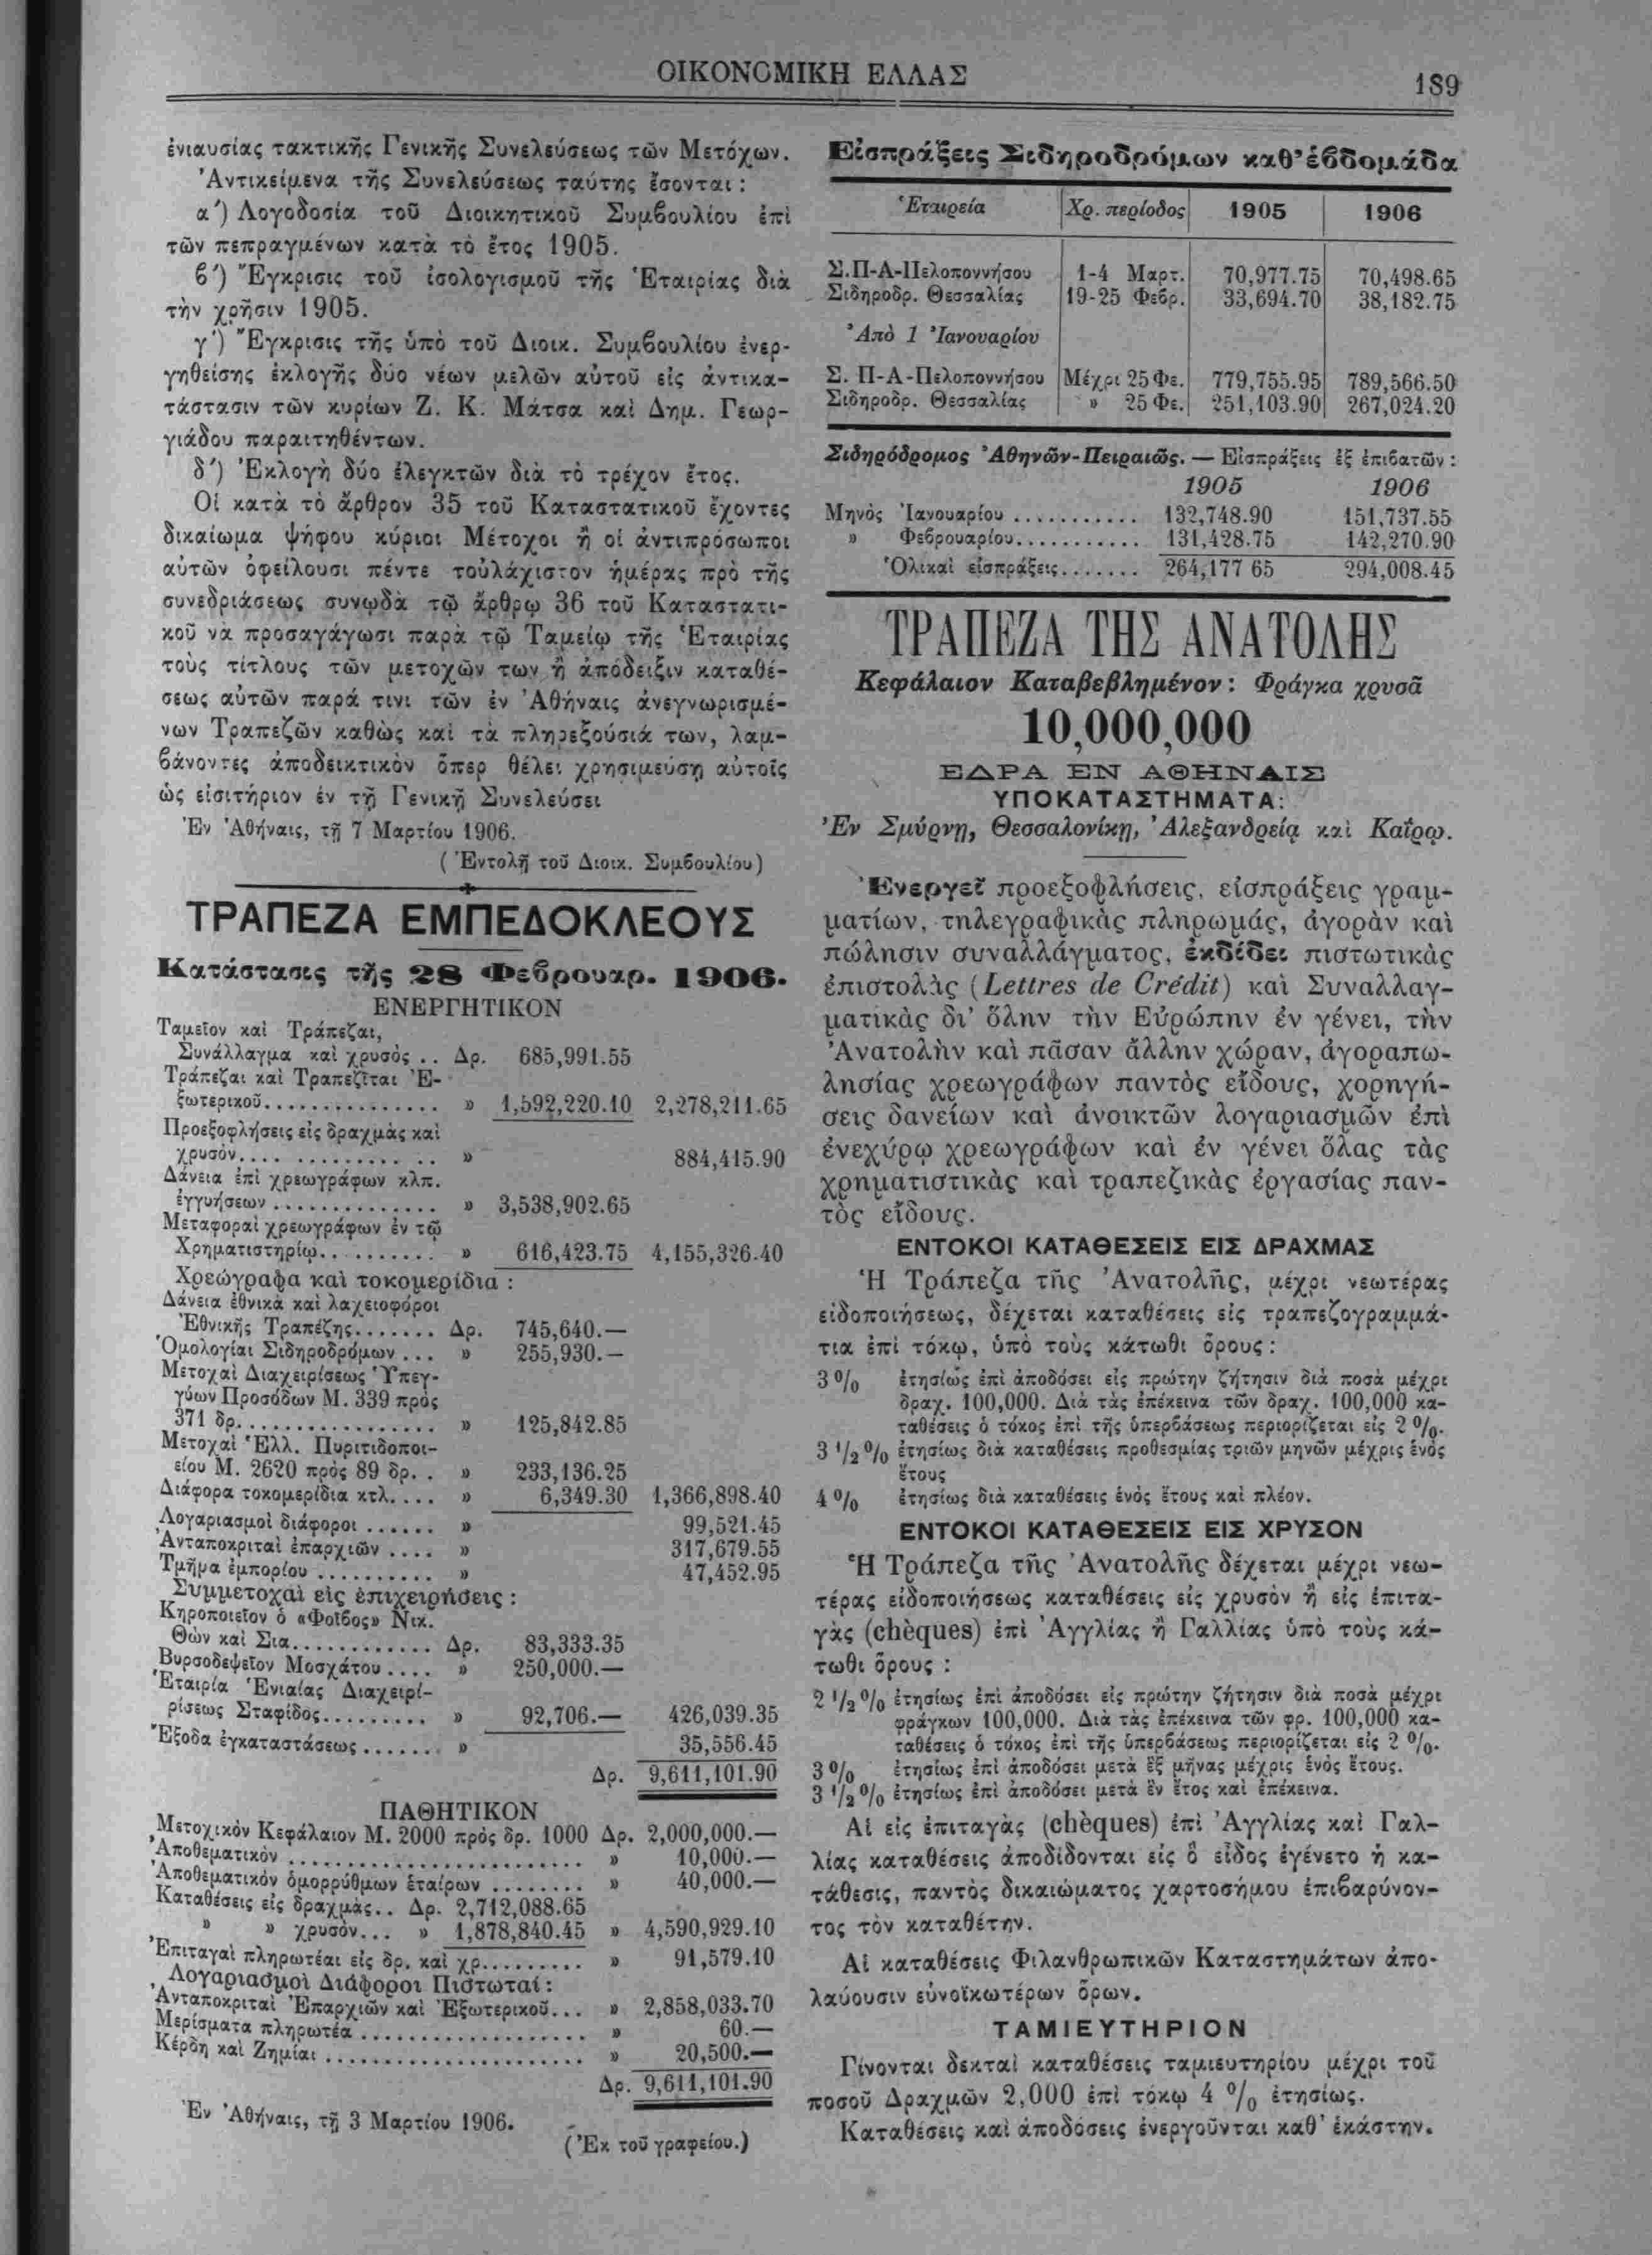 ΟΙΚΟΝΟΜΙΚΗ ΕΛΛΑΣ
189
ἐνιαυσίας τακτικῆς Γενικῆς Συνελεύσεως τῶν Μετόχων.
Ἀντικείμενα τῆς Συνελεύσεως ταύτης ἔσονται :
α΄) Λογοδοσία τοῦ Διοικητικοῦ Συμβουλίου ἐπὶ
τῶν πεπραγμένων κατὰ τὸ ἔτος 1905.
β΄) Ἔγκρισις τοῦ ἰσολογισμοῦ τῆς Ἑταιρίας διὰ
τὴν χρῆσιν 1905.
γ΄) Ἔγκρισις τῆς ὑπὸ τοῦ Διοικ. Συμβουλίου ἐνερ-
γηθείσης ἐκλογῆς δύο νέων μελῶν αὐτοῦ εἰς ἀντικα-
τάστασιν τῶν κυρίων Ζ. Κ. Μάτσα καὶ Δημ. Γεωρ-
γιάδου παραιτηθέντων.
δ΄) Ἐκλογὴ δύο ἐλεγκτῶν διὰ τὸ τρέχον ἔτος.
Οἱ κατὰ τὸ ἄρθρον 35 τοῦ Καταστατικοῦ ἔχοντες
δικαίωμα ψήφου κύριοι Μέτοχοι ἢ οἱ ἀντιπρόσωποι
αὐτῶν ὀφείλουσι πέντε τοὐλάχιστον ἡμέρας πρὸ τῆς
συνεδριάσεως συνῳδὰ τῷ ἄρθρῳ 36 τοῦ Καταστατι-
κοῦ νὰ προσαγάγωσι παρὰ τῷ Ταμείῳ τῆς Ἑταιρίας
τοὺς τίτλους τῶν μετοχῶν των ἢ ἀπόδειξιν καταθέ-
σεως αὐτῶν παρά τινι τῶν ἐν Ἀθήναις ἀνεγνωρισμέ-
νων Τραπεζῶν καθὼς καὶ τὰ πληρεξούσιά των, λαμ-
βάνοντες ἀποδεικτικὸν ὅπερ θέλει χρησιμεύσῃ αὐτοῖς
ὡς εἰσιτήριον ἐν τῇ Γενικῇ Συνελεύσει
Ἐν Ἀθήναις, τῇ 7 Μαρτίου 1906.
(Ἐντολῇ τοῦ Διοικ. Συμβουλίου)
ΤΡΑΠΕΖΑ ΕΜΠΕΔΟΚΛΕΟΥΣ
Κατάστασις τῆς 28 Φεβρουαρ. 1906.
ΕΝΕΡΓΗΤΙΚΟΝ
Ταμεῖον καὶ Τράπεζαι,
Συνάλλαγμα καὶ χρυσὸς .. Δρ. 685,991.55
Τράπεζαι καὶ Τραπεζῖται Ἐ-
ξωτερικοῦ............... » 1,592,220.10 2,278,211.65
Προεξοφλήσεις εἰς δραχμὰς καὶ
χρυσόν.... .......... .. » 884,415.90
Δάνεια ἐπὶ χρεωγράφων κλπ.
ἐγγυήσεων .............. » 3,538,902.65
Μεταφοραὶ χρεωγράφων ἐν τῷ
Χρηματιστηρίῳ.. ........ » 616,423.75 4,155,326.40
Χρεώγραφα καὶ τοκομερίδια :
Δάνεια ἐθνικὰ καὶ λαχειοφόροι
Ἐθνικῆς Τραπέζης....... Δρ. 745,640.—
Ὁμολογίαι Σιδηροδρόμων ... » 255,930.—
Μετοχαὶ Διαχειρίσεως Ὑπεγ-
γύων Προσόδων Μ. 339 πρὸς
371 δρ................. » 125,842.85
Μετοχαὶ Ἑλλ. Πυριτιδοποι-
είου Μ. 2620 πρὸς 89 δρ. . » 233,136.25
Διάφορα τοκομερίδια κτλ.... » 6,349.30 1,366,898.40
Λογαριασμοὶ διάφοροι ...... » 99,521.45
Ἀνταποκριταὶ ἐπαρχιῶν .... » 317,679.55
Τμῆμα ἐμπορίου .......... » 47,452.95
Συμμετοχαὶ εἰς ἐπιχειρήσεις :
Κηροποιεῖον ὁ «Φοῖβος» Νικ.
Θὼν καὶ Σια............ Δρ. 83,333.35
Βυρσοδεψεῖον Μοσχάτου .... » 250,000.—
Ἑταιρία Ἑνιαίας Διαχειρί-
ρίσεως Σταφίδος......... » 92,706.— 426,039.35
Ἔξοδα ἐγκαταστάσεως ....... » 35,556.45
Δρ. 9,611,101.90
ΠΑΘΗΤΙΚΟΝ
Μετοχικὸν Κεφάλαιον Μ. 2000 πρὸς δρ. 1000 Δρ. 2,000,000.—
Ἀποθεματικὸν .......................... » 10,000.—
Ἀποθεματικὸν ὁμορρύθμων ἑταίρων ........ » 40,000.—
Καταθέσεις εἰς δραχμὰς.. Δρ. 2,712,088.65
» » χρυσόν... » 1,878,840.45 » 4,590,929.10
Ἐπιταγαὶ πληρωτέαι εἰς δρ. καὶ χρ......... » 91,579.10
Λογαριασμοὶ Διάφοροι Πιστωταί :
Ἀνταποκριταὶ Ἐπαρχιῶν καὶ Ἐξωτερικοῦ... » 2,858,033.70
Μερίσματα πληρωτέα .................... » 60.—
Κέρδη καὶ Ζημίαι ....................... » 20,500.—
Δρ. 9,611,101.90
Ἐν Ἀθήναις, τῇ 3 Μαρτίου 1906.
(Ἐκ τοῦ γραφείου.)
Εἰσπράξεις Σιδηροδρόμων καθ' ἑβδομάδα
Ἑταιρεία Χρ. περίοδος 1905 1906
Σ.Π-Α-Πελοποννήσου 1-4 Μαρτ. 70,977.75 70,498.65
Σιδηροδρ. Θεσσαλίας 19-25 Φεβρ. 33,694.70 38,182.75
Ἀπὸ 1 Ἰανουαρίου
Σ. Π-Α-Πελοποννήσου Μέχρι 25 Φε. 779,755.95 789,566.50
Σιδηροδρ. Θεσσαλίας » 25 Φε. 251,103.90 267,024.20
Σιδηρόδρομος Ἀθηνῶν-Πειραιῶς. — Εἰσπράξεις ἐξ ἐπιβατῶν :
1905 1906
Μηνὸς Ἰανουαρίου ........... 132,748.90 151,737.55
» Φεβρουαρίου........... 131,428.75 142,270.90
Ὁλικαὶ εἰσπράξεις....... 264,177 65 294,008.45
ΤΡΑΠΕΖΑ ΤΗΣ ΑΝΑΤΟΛΗΣ
Κεφάλαιον Καταβεβλημένον : Φράγκα χρυσᾶ
10,000,000
ΕΔΡΑ ΕΝ ΑΘΗΝΑΙΣ
ΥΠΟΚΑΤΑΣΤΗΜΑΤΑ:
Ἐν Σμύρνῃ, Θεσσαλονίκῃ, Ἀλεξανδρείᾳ καὶ Καΐρῳ.
Ἐνεργεῖ προεξοφλήσεις, εἰσπράξεις γραμ-
ματίων, τηλεγραφικὰς πληρωμάς, ἀγορὰν καὶ
πώλησιν συναλλάγματος, ἐκδίδει πιστωτικὰς
ἐπιστολὰς (Lettres de Crédit) καὶ Συναλλαγ-
ματικὰς δι' ὅλην τὴν Εὐρώπην ἐν γένει, τὴν
Ἀνατολὴν καὶ πᾶσαν ἄλλην χώραν, ἀγοραπω-
λησίας χρεωγράφων παντὸς εἴδους, χορηγή-
σεις δανείων καὶ ἀνοικτῶν λογαριασμῶν ἐπὶ
ἐνεχύρῳ χρεωγράφων καὶ ἐν γένει ὅλας τὰς
χρηματιστικὰς καὶ τραπεζικὰς ἐργασίας παν-
τὸς εἴδους.
ΕΝΤΟΚΟΙ ΚΑΤΑΘΕΣΕΙΣ ΕΙΣ ΔΡΑΧΜΑΣ
Ἡ Τράπεζα τῆς Ἀνατολῆς, μέχρι νεωτέρας
εἰδοποιήσεως, δέχεται καταθέσεις εἰς τραπεζογραμμά-
τια ἐπὶ τόκῳ, ὑπὸ τοὺς κάτωθι ὅρους :
3 % ἐτησίως ἐπὶ ἀποδόσει εἰς πρώτην ζήτησιν διὰ ποσὰ μέχρι
δραχ. 100,000. Διὰ τὰς ἐπέκεινα τῶν δραχ. 100,000 κα-
ταθέσεις ὁ τόκος ἐπὶ τῆς ὑπερβάσεως περιορίζεται εἰς 2 %.
3 1/2 % ἐτησίως διὰ καταθέσεις προθεσμίας τριῶν μηνῶν μέχρις ἑνὸς
ἔτους
4 % ἐτησίως διὰ καταθέσεις ἑνὸς ἔτους καὶ πλέον.
ΕΝΤΟΚΟΙ ΚΑΤΑΘΕΣΕΙΣ ΕΙΣ ΧΡΥΣΟΝ
Ἡ Τράπεζα τῆς Ἀνατολῆς δέχεται μέχρι νεω-
τέρας εἰδοποιήσεως καταθέσεις εἰς χρυσὸν ἢ εἰς ἐπιτα-
γὰς (chèques) ἐπὶ Ἀγγλίας ἢ Γαλλίας ὑπὸ τοὺς κά-
τωθι ὅρους :
2 1/2 % ἐτησίως ἐπὶ ἀποδόσει εἰς πρώτην ζήτησιν διὰ ποσὰ μέχρι
φράγκων 100,000. Διὰ τὰς ἐπέκεινα τῶν φρ. 100,000 κα-
ταθέσεις ὁ τόκος ἐπὶ τῆς ὑπερβάσεως περιορίζεται εἰς 2 %.
3 % ἐτησίως ἐπὶ ἀποδόσει μετὰ ἓξ μῆνας μέχρις ἑνὸς ἔτους.
3 1/2 % ἐτησίως ἐπὶ ἀποδόσει μετὰ ἓν ἔτος καὶ ἐπέκεινα.
Αἱ εἰς ἐπιταγὰς (chèques) ἐπὶ Ἀγγλίας καὶ Γαλ-
λίας καταθέσεις ἀποδίδονται εἰς ὃ εἶδος ἐγένετο ἡ κα-
τάθεσις, παντὸς δικαιώματος χαρτοσήμου ἐπιβαρύνον-
τος τὸν καταθέτην.
Αἱ καταθέσεις Φιλανθρωπικῶν Καταστημάτων ἀπο-
λαύουσιν εὐνοϊκωτέρων ὅρων.
ΤΑΜΙΕΥΤΗΡΙΟΝ
Γίνονται δεκταὶ καταθέσεις ταμιευτηρίου μέχρι τοῦ
ποσοῦ Δραχμῶν 2,000 ἐπὶ τόκῳ 4 % ἐτησίως.
Καταθέσεις καὶ ἀποδόσεις ἐνεργοῦνται καθ' ἑκάστην.